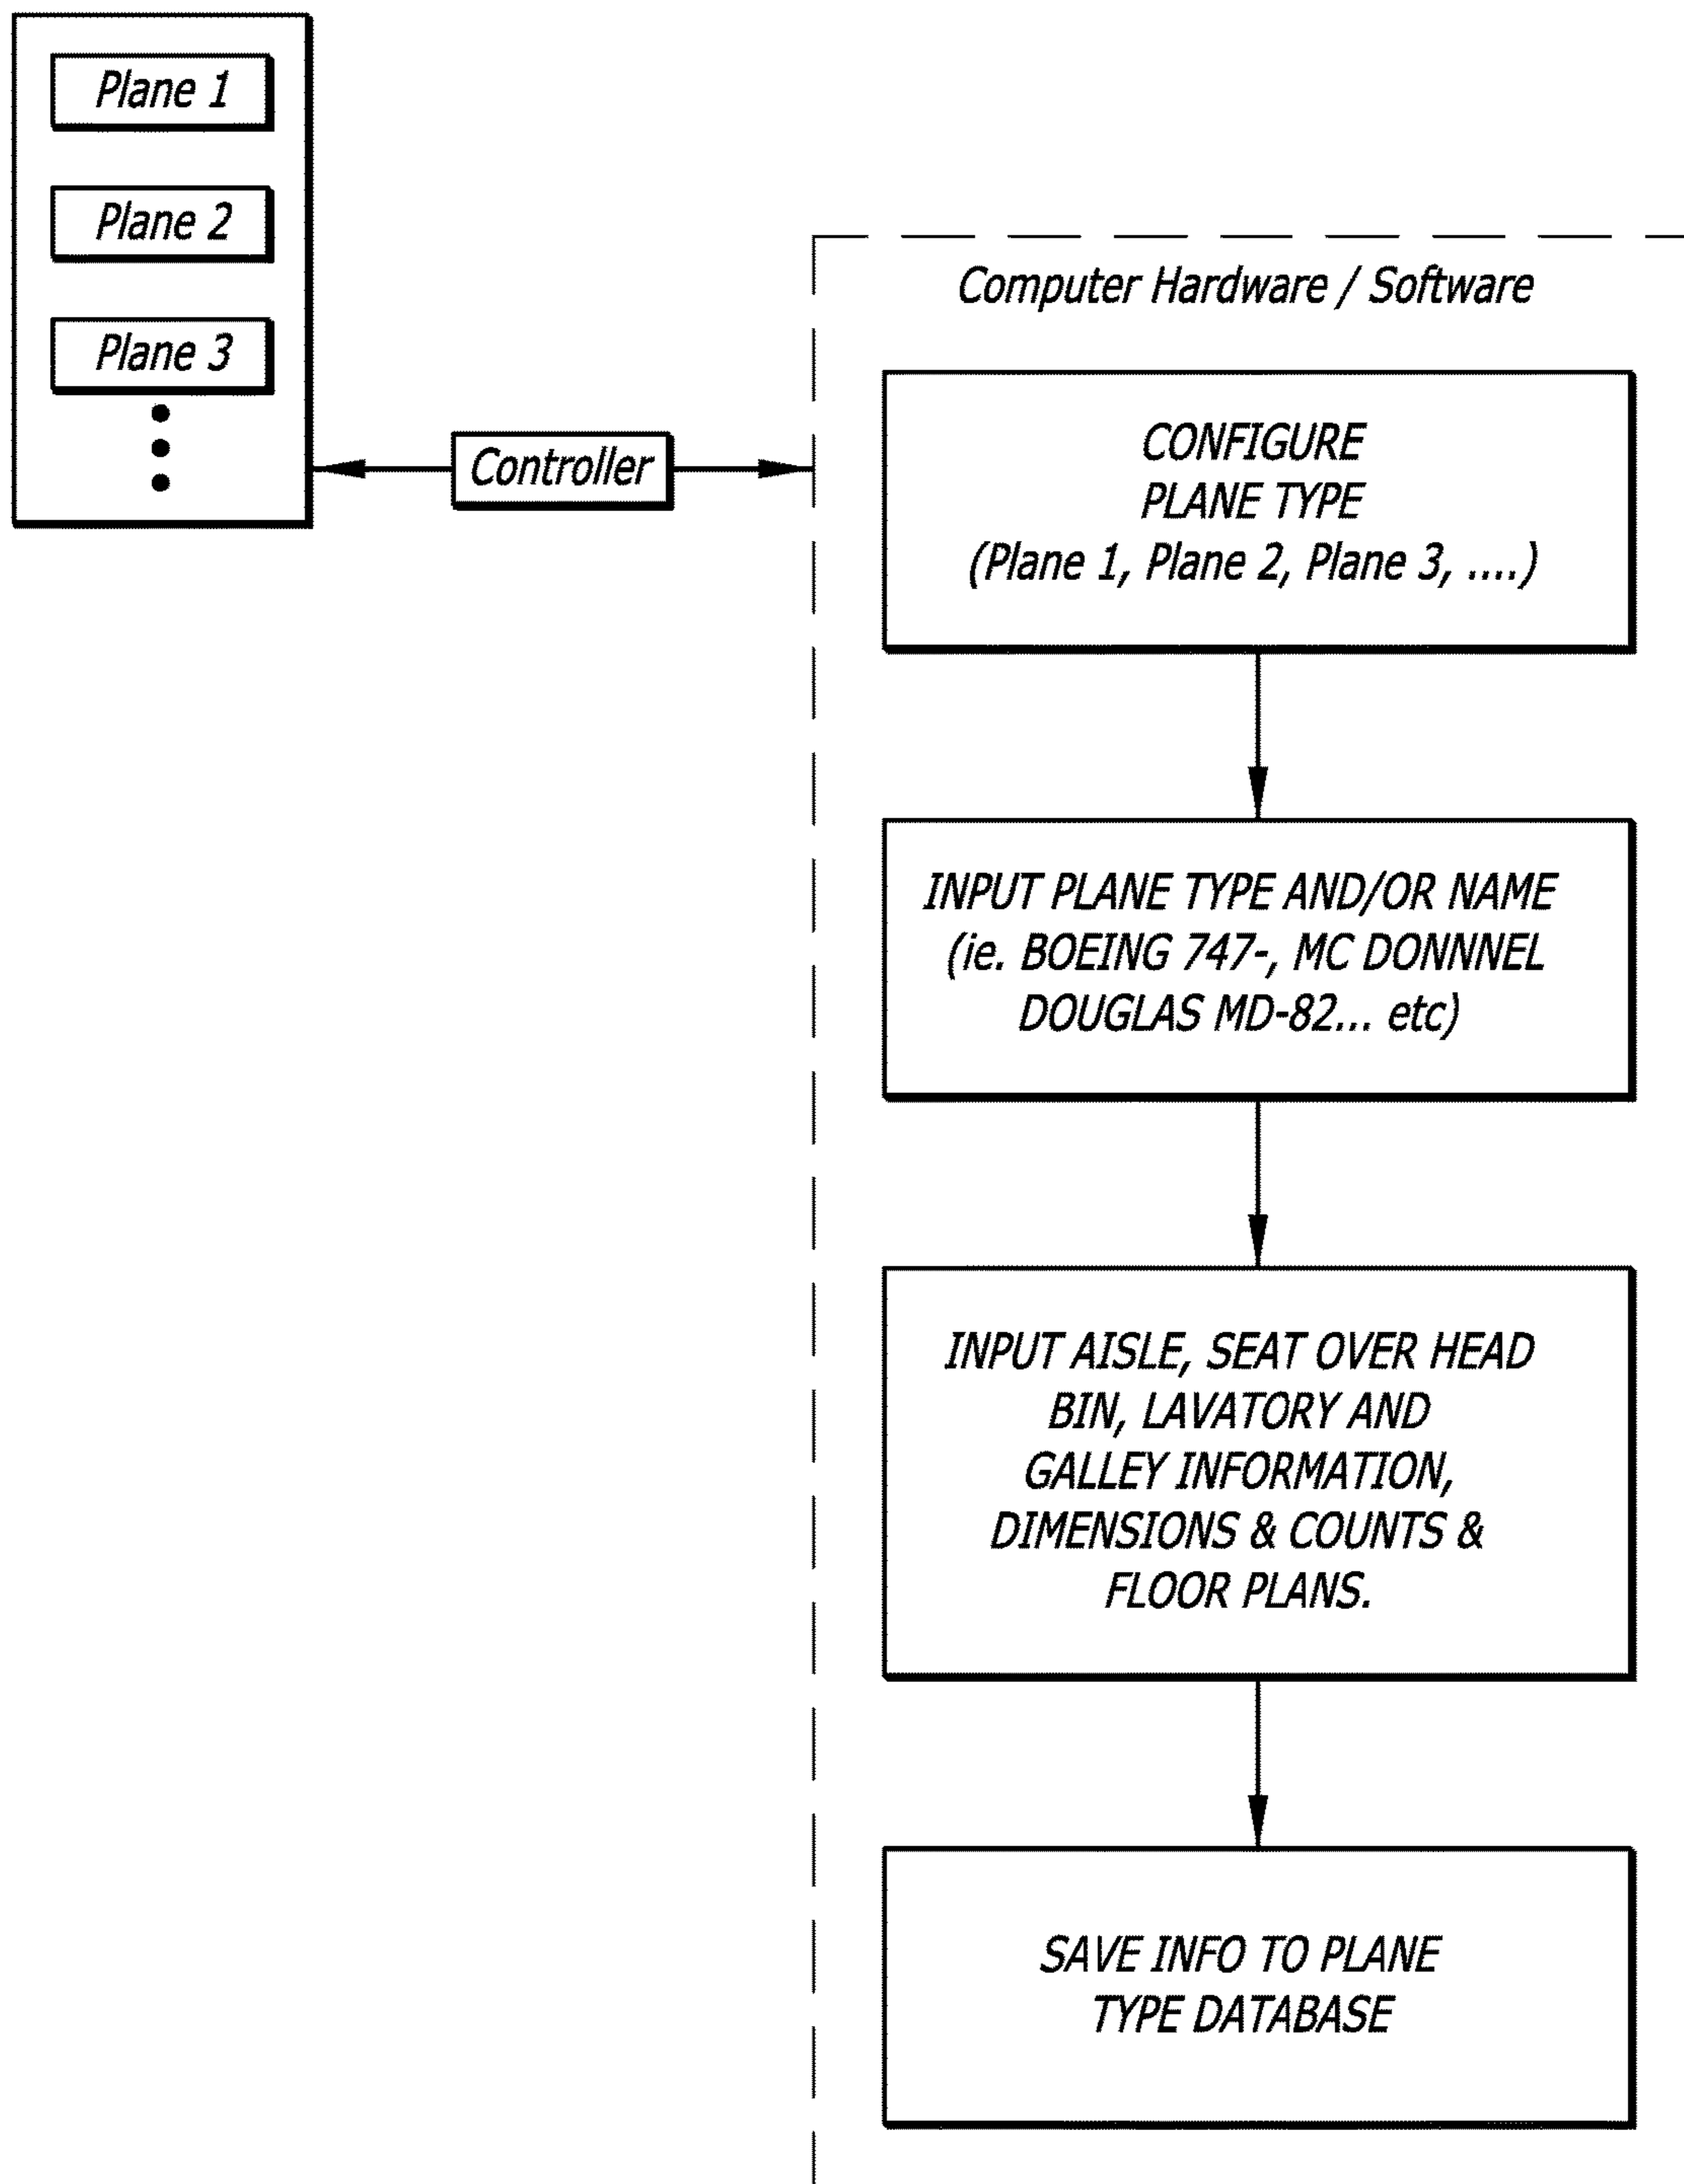 Plane 1
Plane 2
Plane 3
Controller
Computer Hardware / Software
CONFIGURE
PLANE TYPE
(Plane 1, Plane 2, Plane 3, ....)
INPUT PLANE TYPE AND/OR NAME
(ie. BOEING 747-, MC DONNNEL
DOUGLAS MD-82... etc)
INPUT AISLE, SEAT OVER HEAD
BIN, LAVATORY AND
GALLEY INFORMATION,
DIMENSIONS & COUNTS &
FLOOR PLANS.
SAVE INFO TO PLANE
TYPE DATABASE